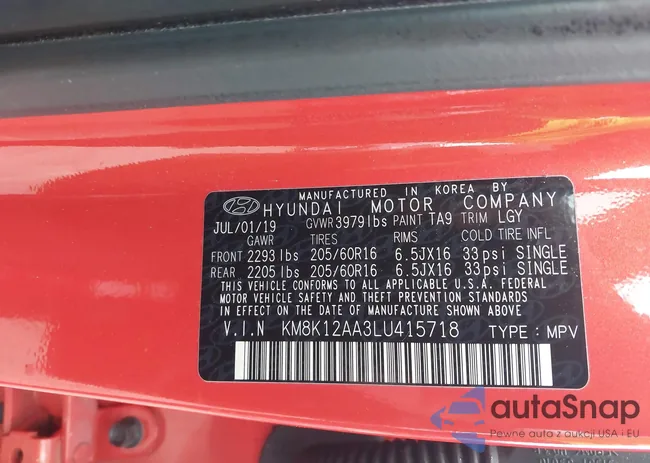 MANUFACTURED IN KOREA BY
HYUNDAI MOTOR COMPANY
JUL/01/19 GVWR 3979lbs PAINT TA9 TRIM LGY
GAWR TIRES RIMS COLD TIRE INFL
FRONT 2293lbs 205/60R16 6.5JX16 33psi SINGLE
REAR 2205lbs 205/60R16 6.5JX16 33psi SINGLE
THIS VEHICLE CONFORMS TO ALL APPLICABLE U.S.A. FEDERAL
MOTOR VEHICLE SAFETY, BUMPER, AND THEFT PREVENTION
STANDARDS IN EFFECT ON THE DATE OF MANUFACTURE SHOWN ABOVE
V.I.N KM8K12AA3LU415718 TYPE : MPV
autaSnap
Pewne auta z aukcji USA i EU